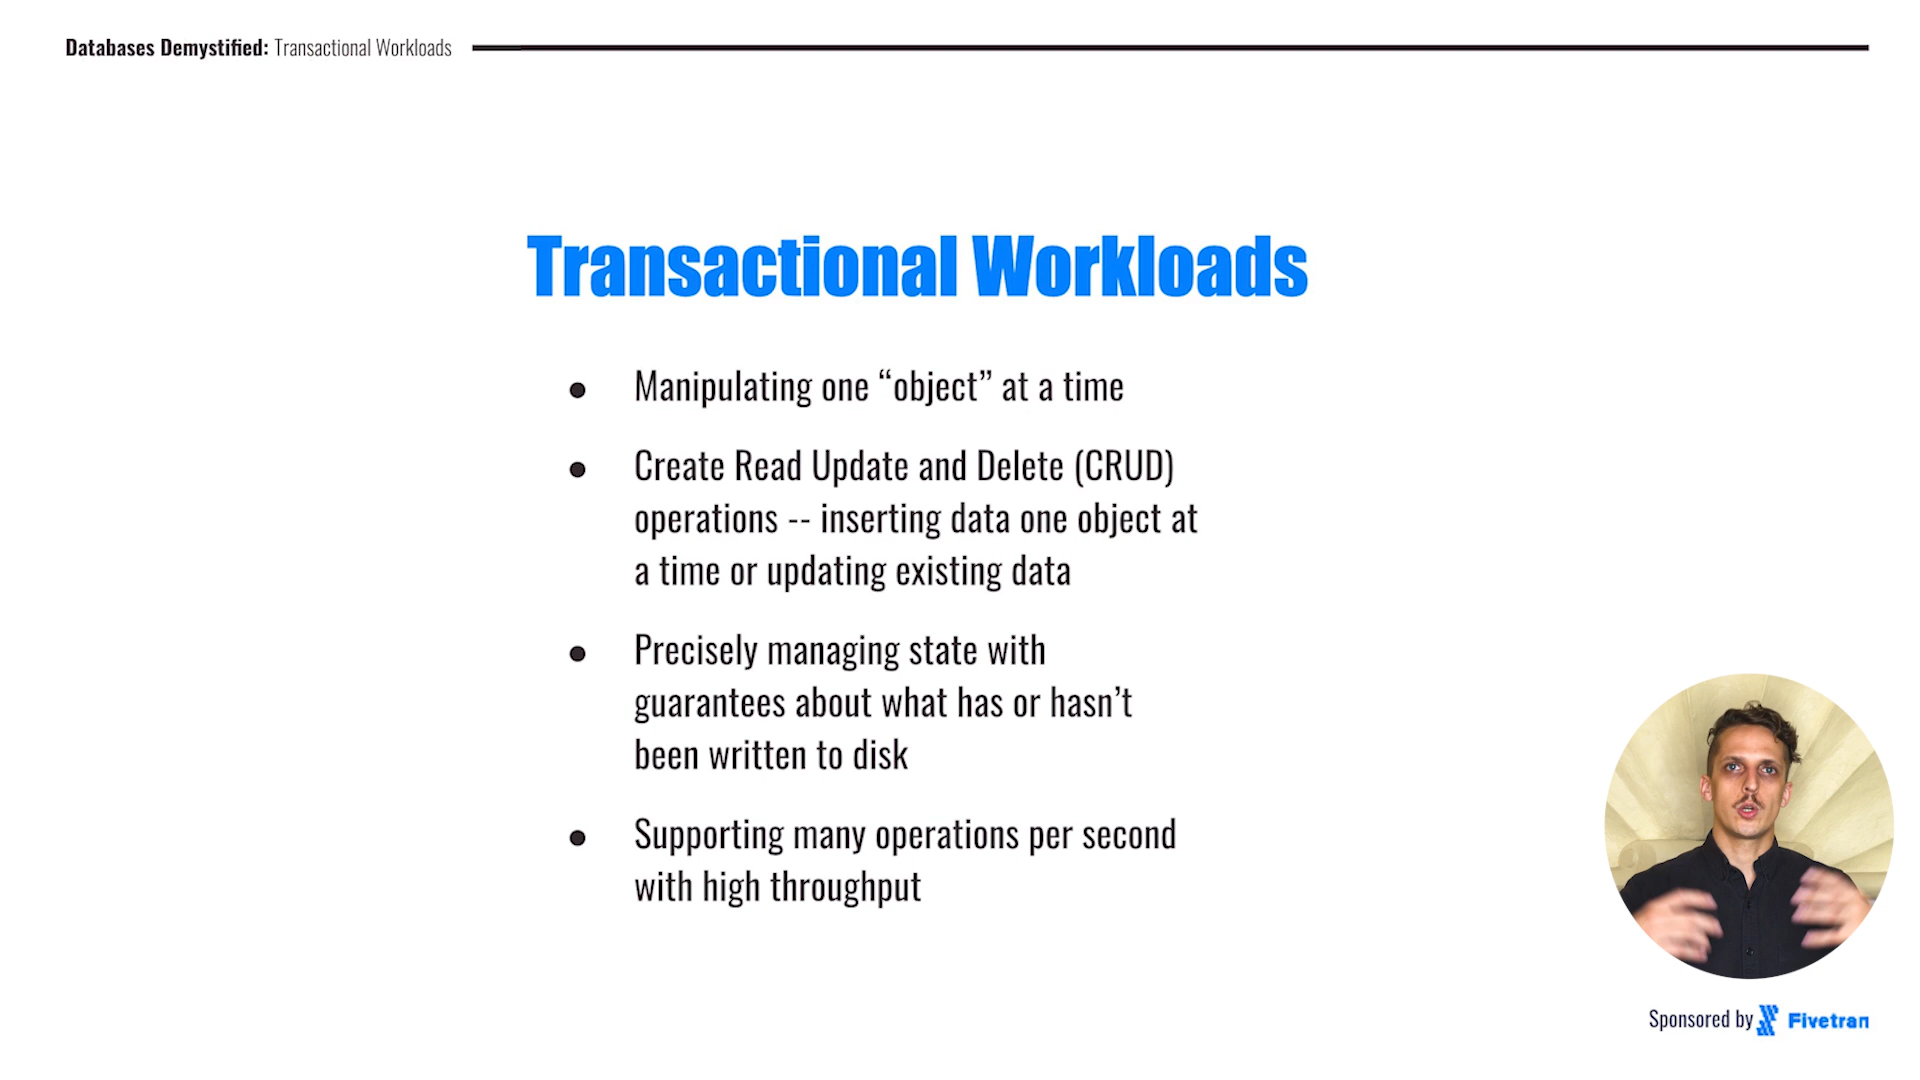 Databases Demystified: Transactional Workloads
Transactional Workloads
● Manipulating one “object” at a time
● Create Read Update and Delete (CRUD)
operations -- inserting data one object at
a time or updating existing data
● Precisely managing state with
guarantees about what has or hasn’t
been written to disk
● Supporting many operations per second
with high throughput
Sponsored by Fivetran